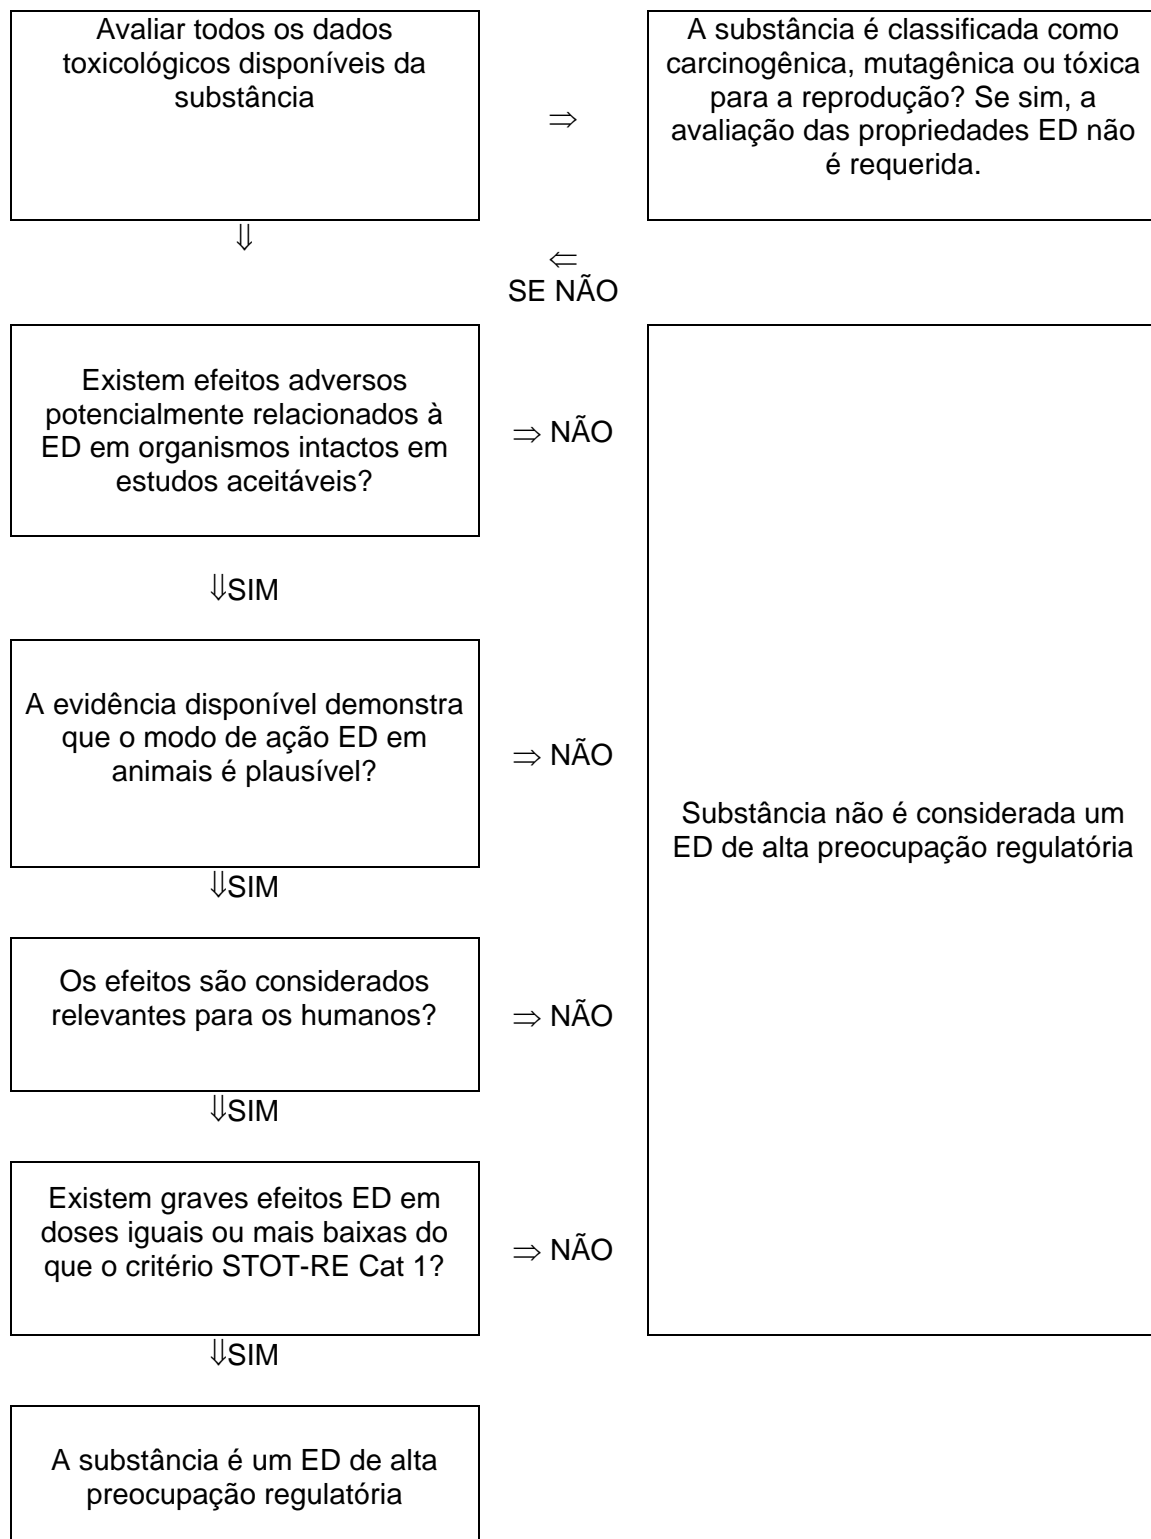 Avaliar todos os dados
toxicológicos disponíveis da
substância
⇒
A substância é classificada como
carcinogênica, mutagênica ou tóxica
para a reprodução? Se sim, a
avaliação das propriedades ED não
é requerida.
⇓
⇐
SE NÃO
Existem efeitos adversos
potencialmente relacionados à
ED em organismos intactos em
estudos aceitáveis?
⇒ NÃO
⇓SIM
A evidência disponível demonstra
que o modo de ação ED em
animais é plausível?
⇒ NÃO
Substância não é considerada um
ED de alta preocupação regulatória
⇓SIM
Os efeitos são considerados
relevantes para os humanos?
⇒ NÃO
⇓SIM
Existem graves efeitos ED em
doses iguais ou mais baixas do
que o critério STOT-RE Cat 1?
⇒ NÃO
⇓SIM
A substância é um ED de alta
preocupação regulatória